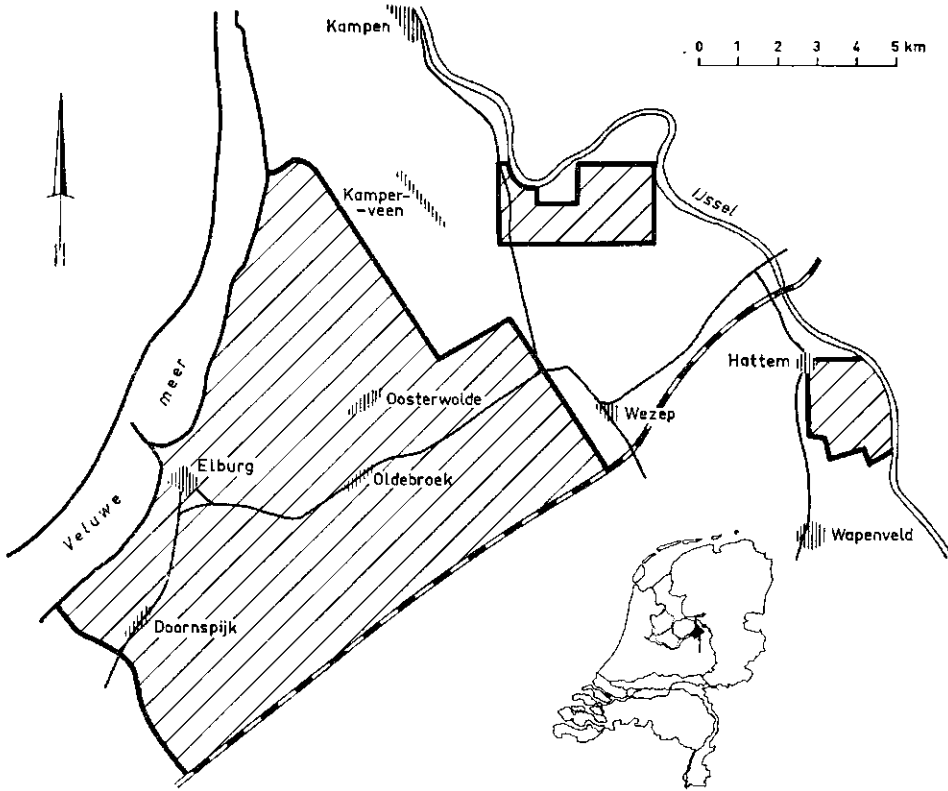 Kampen
0 1 2 3 4 5 km
Kamper-
-veen
IJssel
N
meer
Hattem
Oosterwolde
Wezep
Elburg
Oldebroek
Veluwe
Wapenveld
Doornspijk